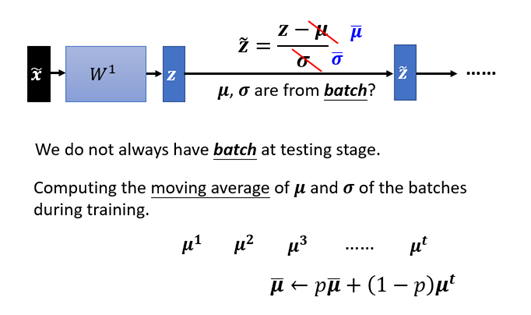 z̃ = (z − μ) / σ μ̄ σ̄
x̃ W¹ z z̃ ……
μ, σ are from batch?
We do not always have batch at testing stage.
Computing the moving average of μ and σ of the batches
during training.
μ¹ μ² μ³ …… μᵗ
μ̄ ← pμ̄ + (1 − p)μᵗ